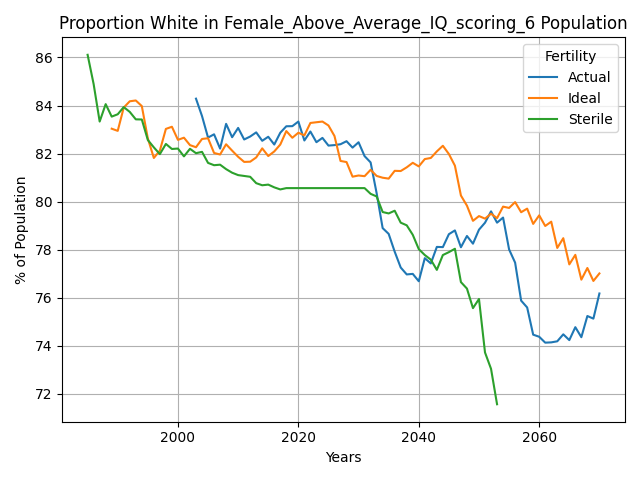 Proportion White in Female_Above_Average_IQ_scoring_6 Population
86
84
82
80
78
76
74
72
% of Population
Fertility
Actual
Ideal
Sterile
2000
2020
2040
2060
Years